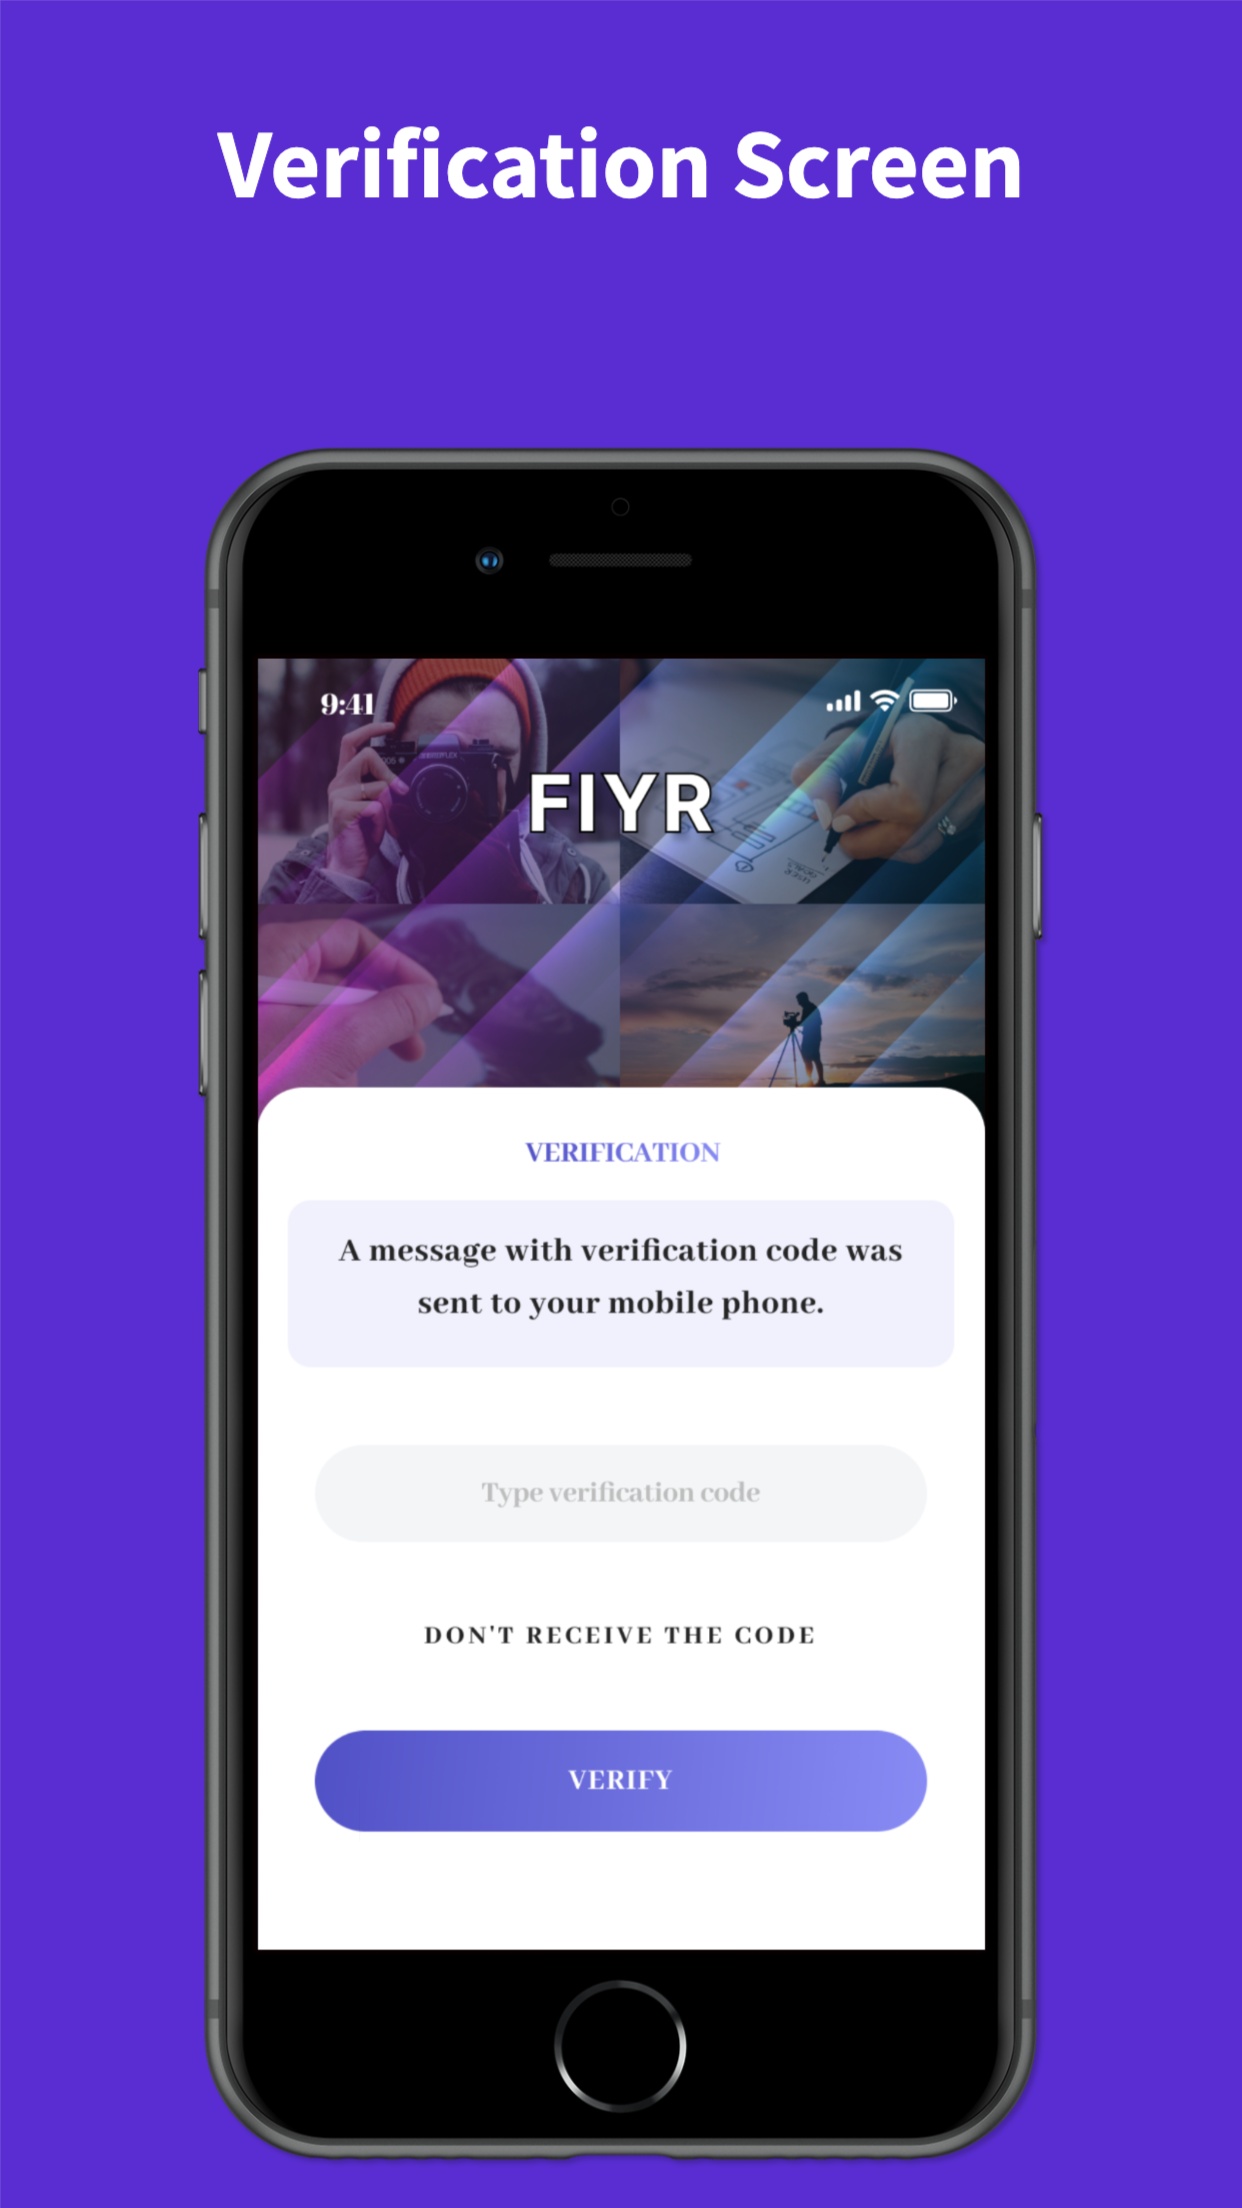 Verification Screen
9:41
FIYR
VERIFICATION
A message with verification code was
sent to your mobile phone.
Type verification code
DON'T RECEIVE THE CODE
VERIFY